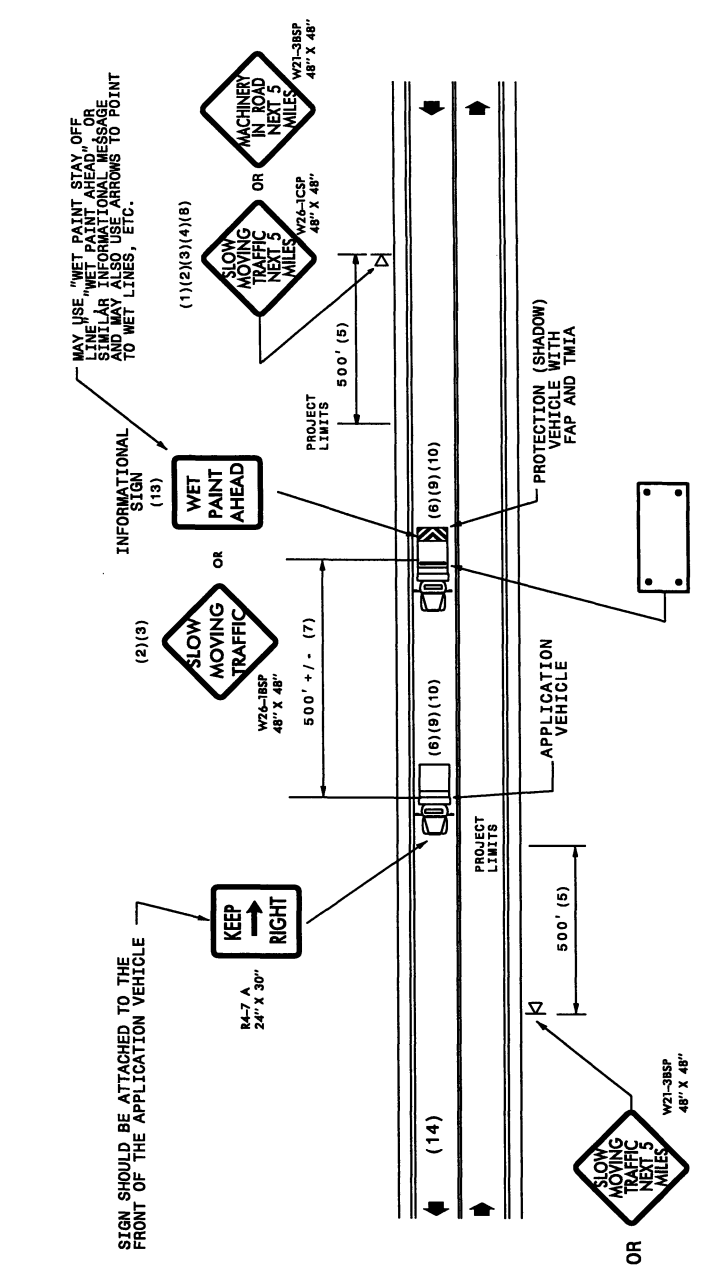 SIGN SHOULD BE ATTACHED TO THE
FRONT OF THE APPLICATION VEHICLE
KEEP
RIGHT
R4-7 A
24" X 30"
(2)(3)
SLOW
MOVING
TRAFFIC
W26-1BSP
48" X 48"
OR
INFORMATIONAL
SIGN
(13)
WET
PAINT
AHEAD
MAY USE "WET PAINT STAY OFF
LINE" "WET PAINT AHEAD", OR
SIMILAR INFORMATIONAL MESSAGE
AND MAY ALSO USE ARROWS TO POINT
TO WET LINES, ETC.
(1)(2)(3)(4)(8)
SLOW
MOVING
TRAFFIC
NEXT 5
MILES
W26-1CSP
48" X 48"
OR
MACHINERY
IN ROAD
NEXT 5
MILES
W21-3BSP
48" X 48"
500' +/- (7)
PROJECT
LIMITS
500' (5)
(14)
(6)(9)(10)
(6)(9)(10)
PROJECT
LIMITS
500' (5)
APPLICATION
VEHICLE
PROTECTION (SHADOW)
VEHICLE WITH
FAP AND TMIA
OR
SLOW
MOVING
TRAFFIC
NEXT 5
MILES
W21-3BSP
48" X 48"